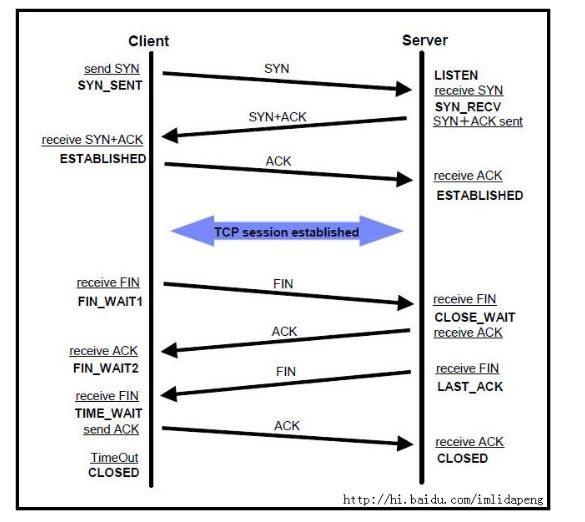 Client
Server
send SYN
SYN_SENT
SYN
LISTEN
receive SYN
SYN_RECV
SYN+ACK sent
SYN+ACK
receive SYN+ACK
ESTABLISHED
ACK
receive ACK
ESTABLISHED
TCP session established
receive FIN
FIN_WAIT1
FIN
receive FIN
CLOSE_WAIT
receive ACK
ACK
receive ACK
FIN_WAIT2
FIN
receive FIN
LAST_ACK
receive FIN
TIME_WAIT
send ACK
ACK
receive ACK
CLOSED
TimeOut
CLOSED
http://hi.baidu.com/imlidapeng